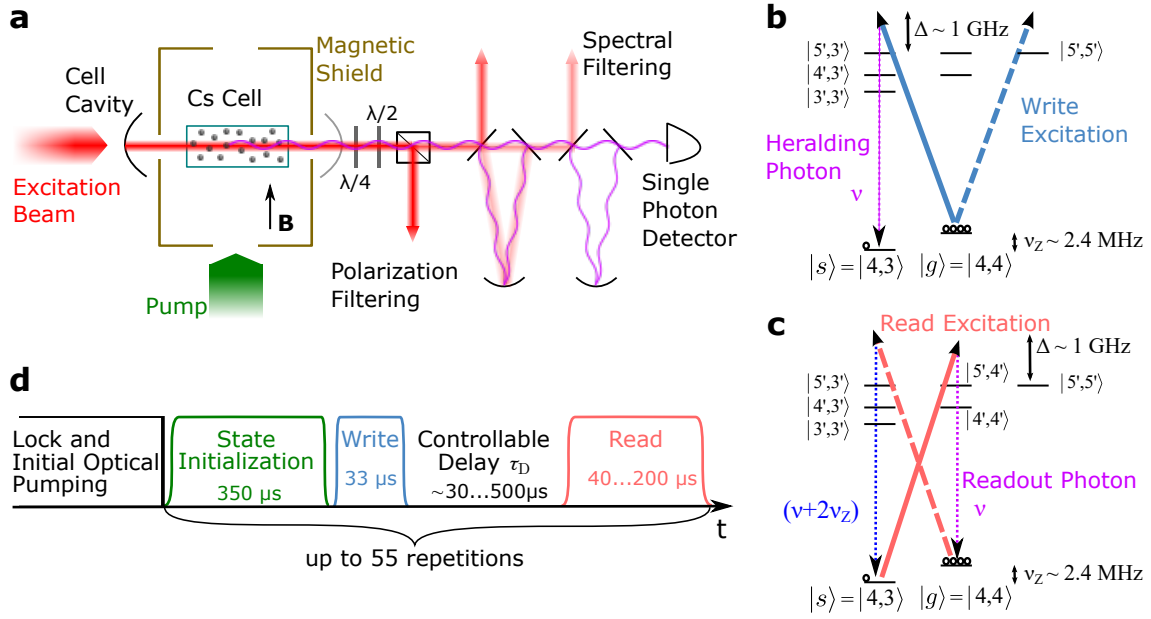 a
Cell
Cavity
Cs Cell
Magnetic
Shield
λ/2
λ/4
Spectral
Filtering
Excitation
Beam
B
Pump
Polarization
Filtering
Single
Photon
Detector
b
Δ ~ 1 GHz
|5',3'⟩
|4',3'⟩
|3',3'⟩
|5',5'⟩
Heralding
Photon
ν
Write
Excitation
ν_Z ~ 2.4 MHz
|s⟩ = |4,3⟩
|g⟩ = |4,4⟩
c
Read Excitation
Δ ~ 1 GHz
|5',3'⟩
|4',3'⟩
|3',3'⟩
|5',4'⟩
|4',4'⟩
|5',5'⟩
(ν+2ν_Z)
Readout Photon
ν
ν_Z ~ 2.4 MHz
|s⟩ = |4,3⟩
|g⟩ = |4,4⟩
d
Lock and
Initial Optical
Pumping
State
Initialization
350 μs
Write
33 μs
Controllable
Delay τ_D
~30...500μs
Read
40...200 μs
t
up to 55 repetitions